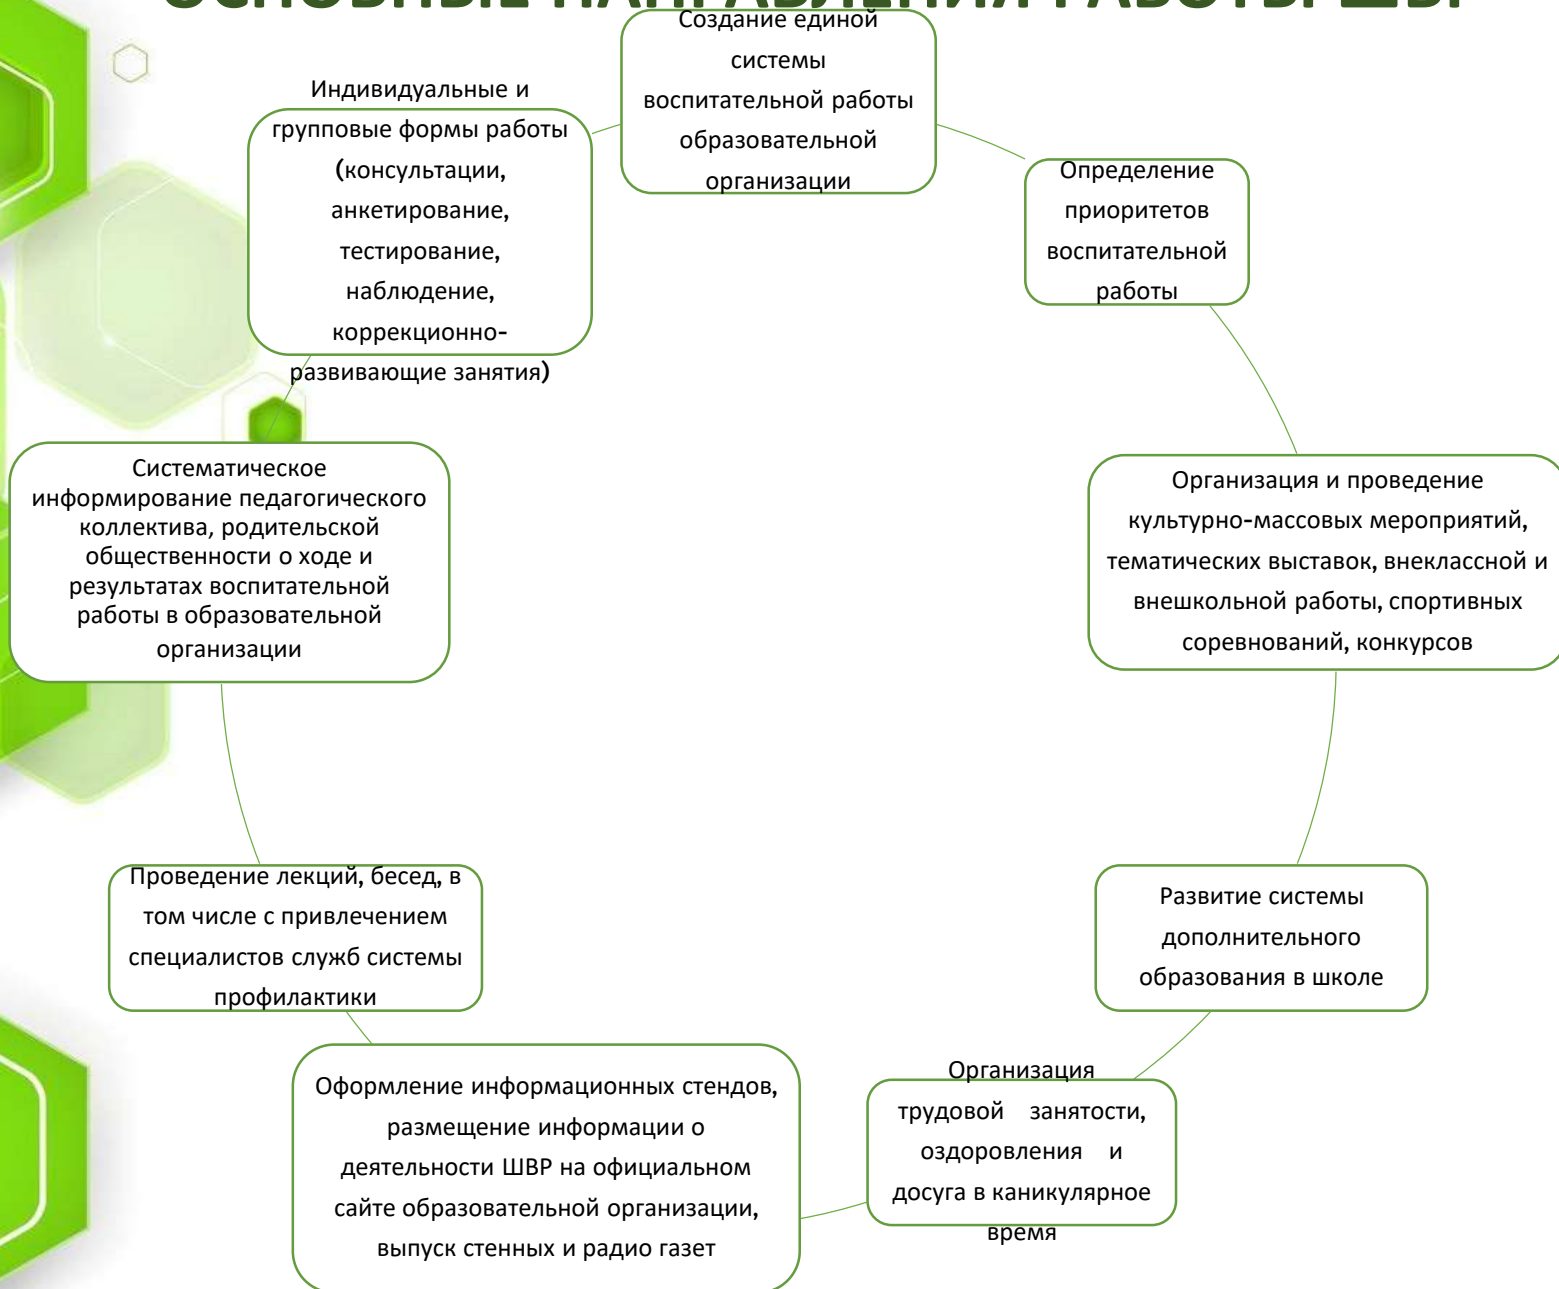 ОСНОВНЫЕ НАПРАВЛЕНИЯ РАБОТЫ
Создание единой
системы
воспитательной работы
образовательной
организации
Определение
приоритетов
воспитательной
работы
Организация и проведение
культурно-массовых мероприятий,
тематических выставок, внеклассной и
внешкольной работы, спортивных
соревнований, конкурсов
Развитие системы
дополнительного
образования в школе
Организация
трудовой занятости,
оздоровления и
досуга в каникулярное
время
Оформление информационных стендов,
размещение информации о
деятельности ШВР на официальном
сайте образовательной организации,
выпуск стенных и радио газет
Проведение лекций, бесед, в
том числе с привлечением
специалистов служб системы
профилактики
Систематическое
информирование педагогического
коллектива, родительской
общественности о ходе и
результатах воспитательной
работы в образовательной
организации
Индивидуальные и
групповые формы работы
(консультации,
анкетирование,
тестирование,
наблюдение,
коррекционно-
развивающие занятия)